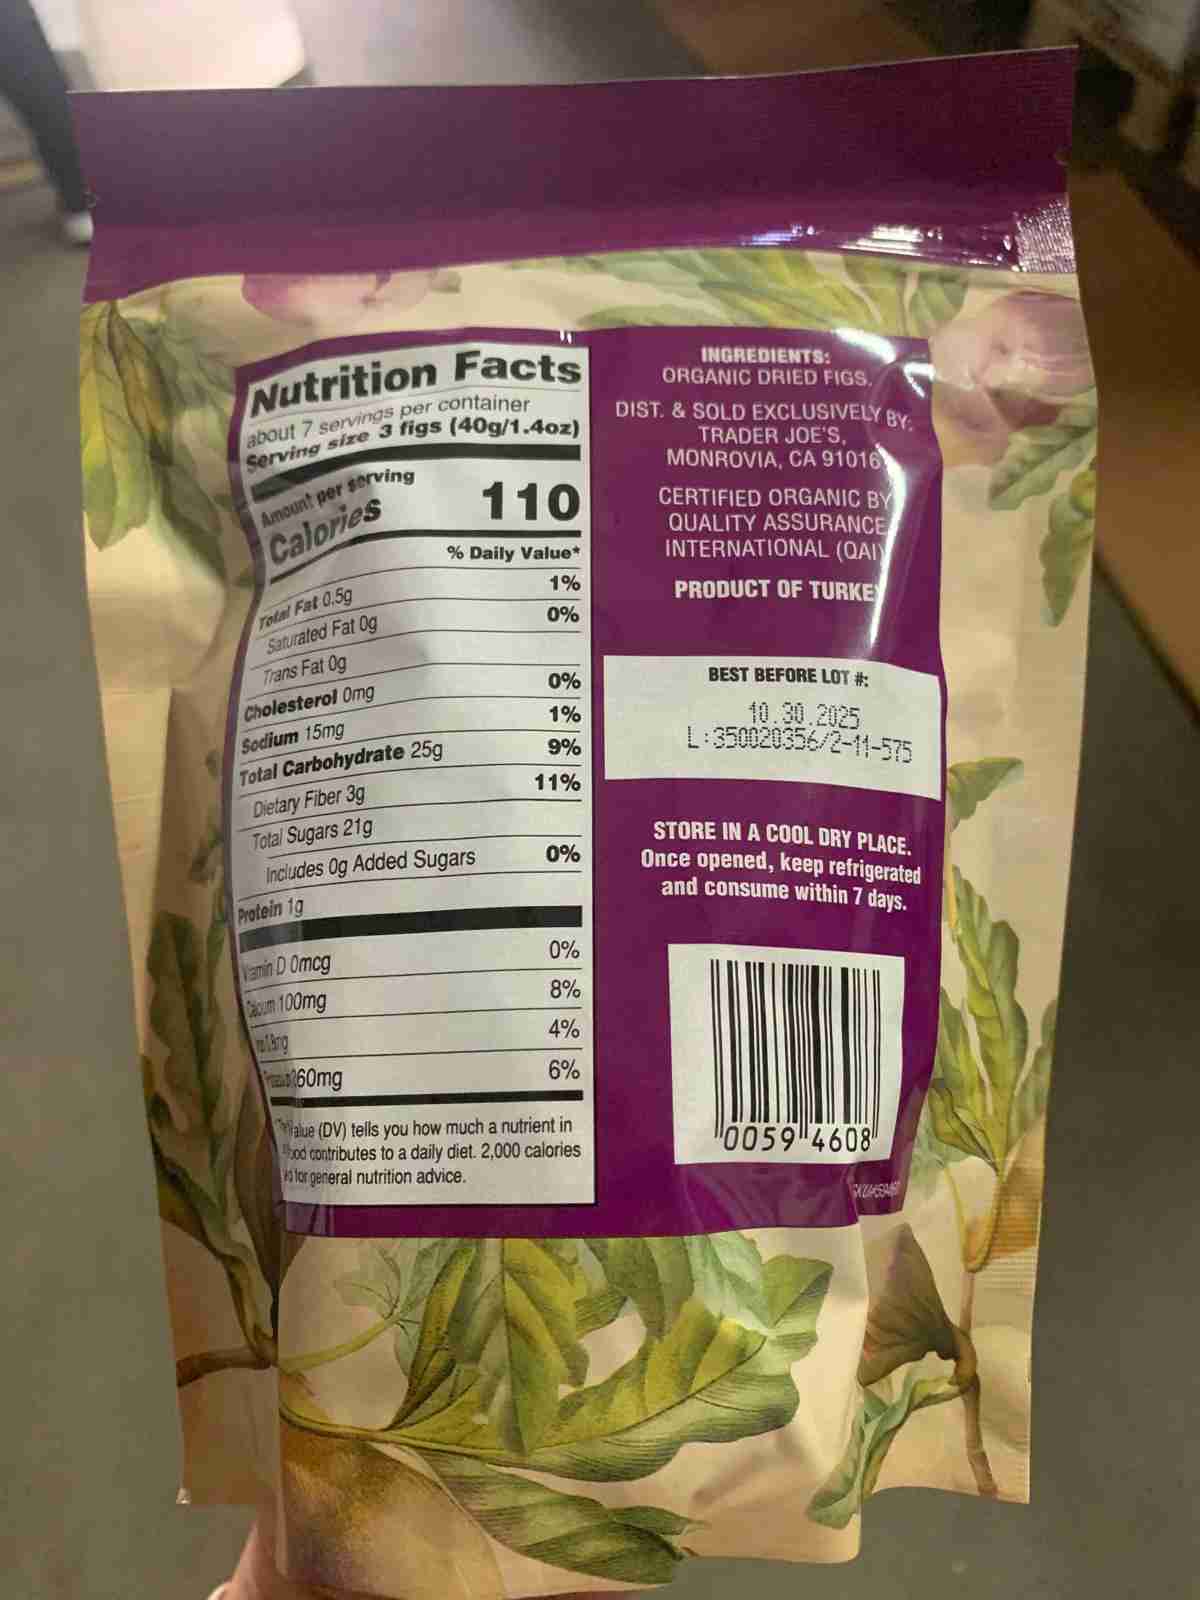 Nutrition Facts
about 7 servings per container
Serving size 3 figs (40g/1.4oz)
Amount per serving
Calories 110
% Daily Value*
Total Fat 0.5g 1%
Saturated Fat 0g 0%
Trans Fat 0g
Cholesterol 0mg 0%
Sodium 15mg 1%
Total Carbohydrate 25g 9%
Dietary Fiber 3g 11%
Total Sugars 21g
Includes 0g Added Sugars 0%
Protein 1g
Vitamin D 0mcg 0%
Calcium 100mg 8%
4%
260mg 6%
Value (DV) tells you how much a nutrient in
food contributes to a daily diet. 2,000 calories
for general nutrition advice.
INGREDIENTS:
ORGANIC DRIED FIGS.
DIST. & SOLD EXCLUSIVELY BY:
TRADER JOE'S,
MONROVIA, CA 91016
CERTIFIED ORGANIC BY
QUALITY ASSURANCE
INTERNATIONAL (QAI)
PRODUCT OF TURKEY
BEST BEFORE LOT #:
10.30.2025
L:350020356/2-11-575
STORE IN A COOL DRY PLACE.
Once opened, keep refrigerated
and consume within 7 days.
0059 4608